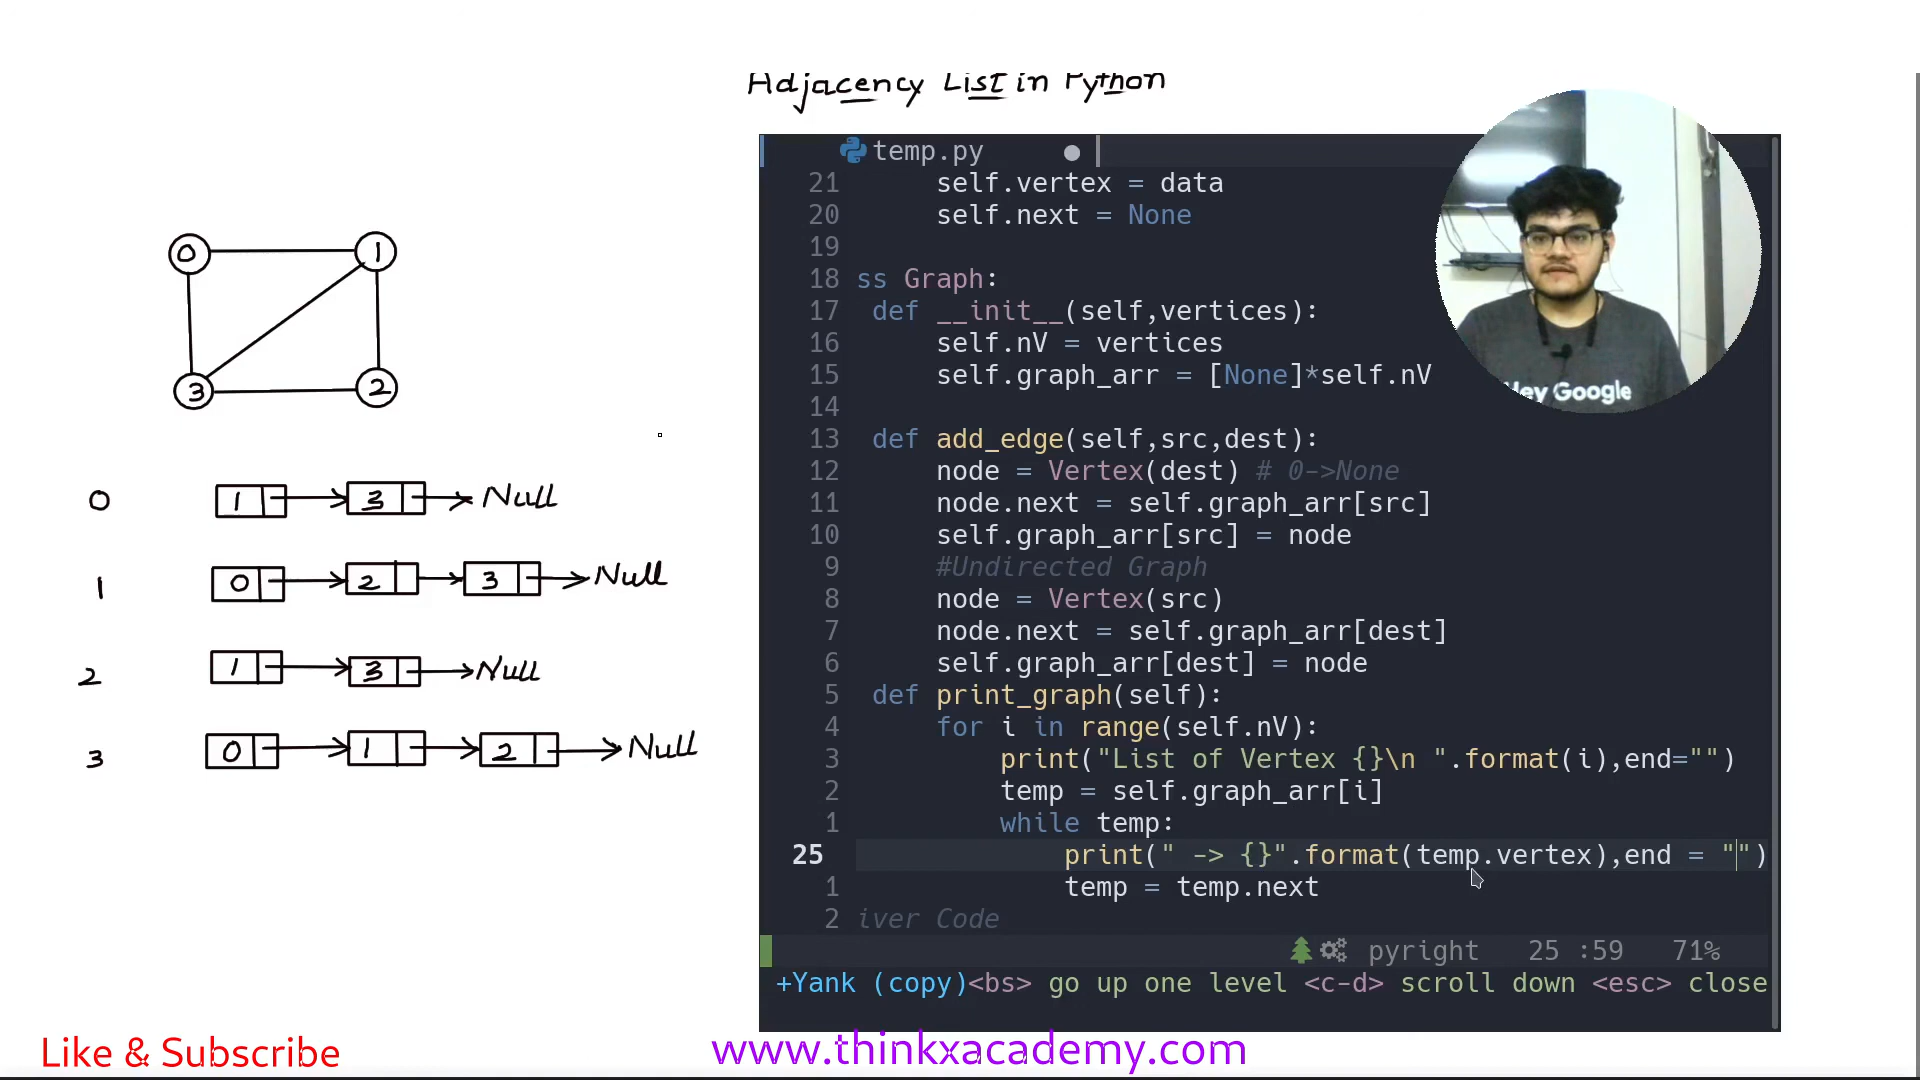 Adjacency List in Python
0
1
3
2
0 1 3 Null
1 0 2 3 Null
2 1 3 Null
3 0 1 2 Null
temp.py
21 self.vertex = data
20 self.next = None
19
18 ss Graph:
17 def __init__(self,vertices):
16 self.nV = vertices
15 self.graph_arr = [None]*self.nV
14
13 def add_edge(self,src,dest):
12 node = Vertex(dest) # 0->None
11 node.next = self.graph_arr[src]
10 self.graph_arr[src] = node
9 #Undirected Graph
8 node = Vertex(src)
7 node.next = self.graph_arr[dest]
6 self.graph_arr[dest] = node
5 def print_graph(self):
4 for i in range(self.nV):
3 print("List of Vertex {}\n ".format(i),end="")
2 temp = self.graph_arr[i]
1 while temp:
25 print(" -> {}".format(temp.vertex),end = "")
1 temp = temp.next
2 iver Code
pyright 25 :59 71%
+Yank (copy)<bs> go up one level <c-d> scroll down <esc> close
Hey Google
Like & Subscribe
www.thinkxacademy.com